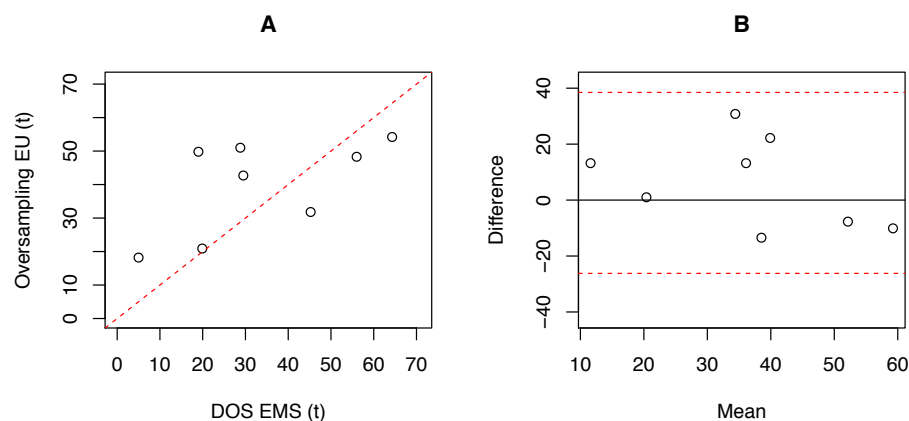 A
Oversampling EU (t)
70
50
30
10
0
0 10 20 30 40 50 60 70
DOS EMS (t)
B
Difference
40
20
0
−20
−40
10 20 30 40 50 60
Mean